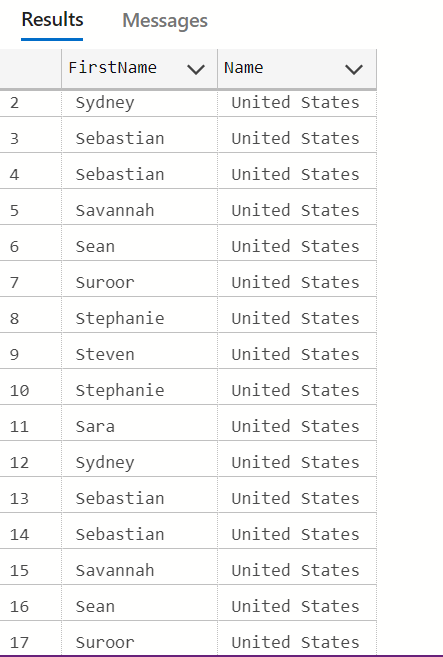 Results Messages
FirstName Name
2 Sydney United States
3 Sebastian United States
4 Sebastian United States
5 Savannah United States
6 Sean United States
7 Suroor United States
8 Stephanie United States
9 Steven United States
10 Stephanie United States
11 Sara United States
12 Sydney United States
13 Sebastian United States
14 Sebastian United States
15 Savannah United States
16 Sean United States
17 Suroor United States